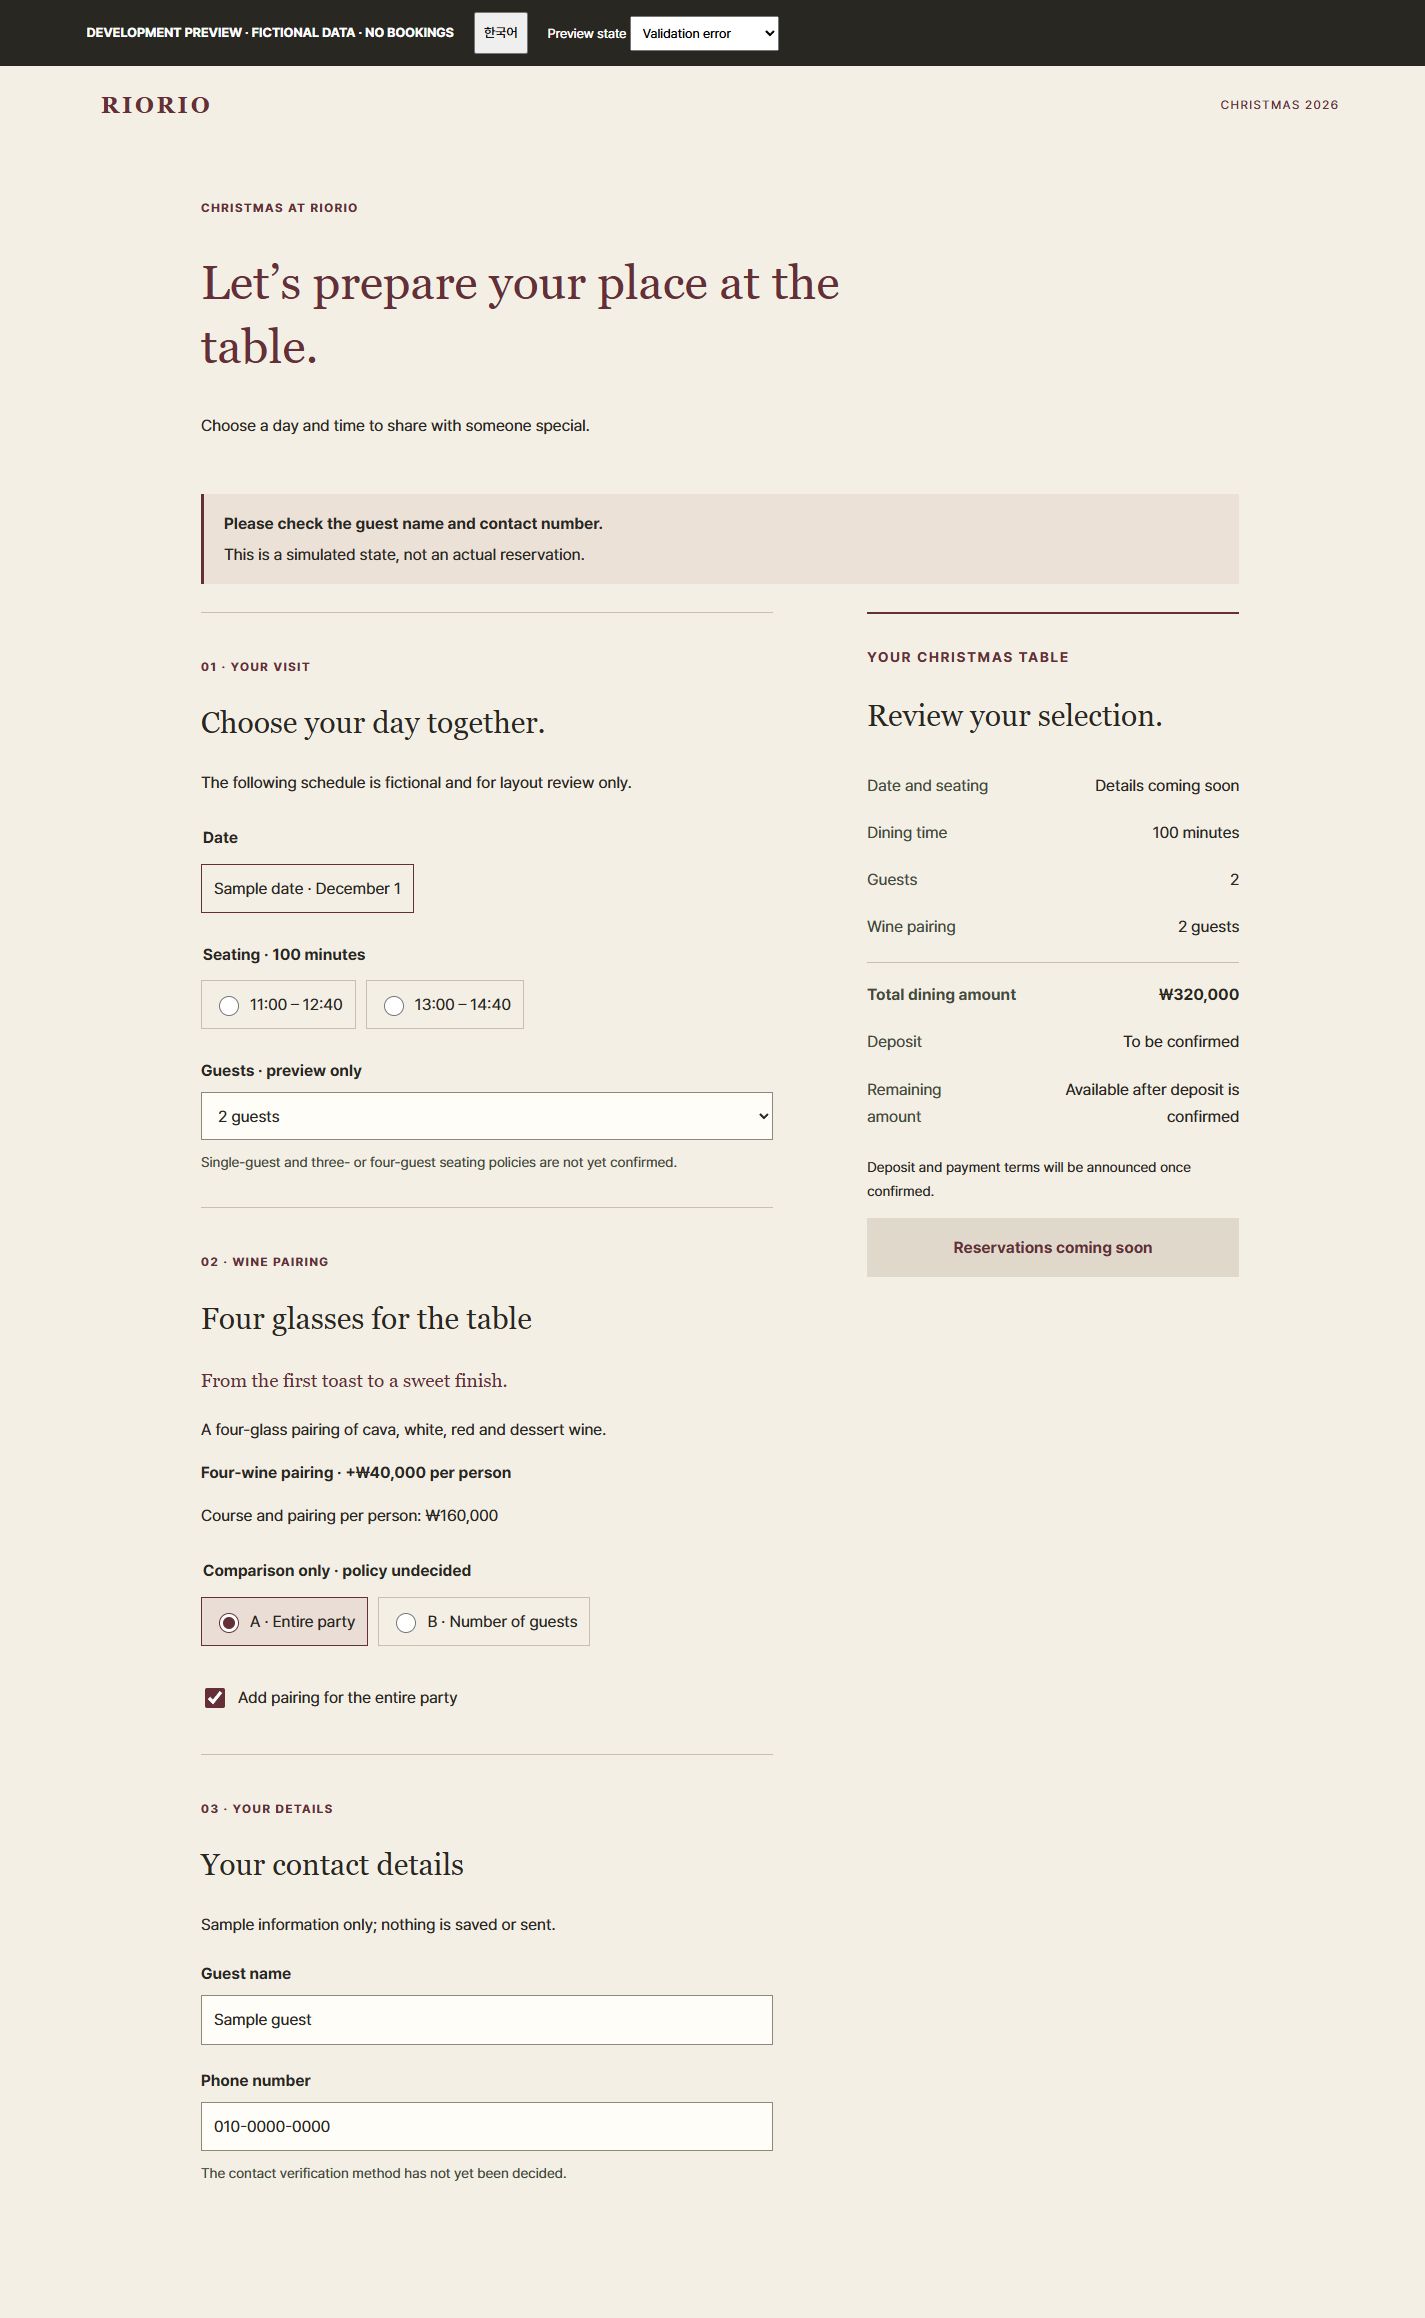 DEVELOPMENT PREVIEW · FICTIONAL DATA · NO BOOKINGS
한국어
Preview state
Validation error
RIORIO
CHRISTMAS 2026
CHRISTMAS AT RIORIO
Let’s prepare your place at the
table.
Choose a day and time to share with someone special.
Please check the guest name and contact number.
This is a simulated state, not an actual reservation.
01 · YOUR VISIT
Choose your day together.
The following schedule is fictional and for layout review only.
Date
Sample date · December 1
Seating · 100 minutes
11:00 – 12:40
13:00 – 14:40
Guests · preview only
2 guests
Single-guest and three- or four-guest seating policies are not yet confirmed.
02 · WINE PAIRING
Four glasses for the table
From the first toast to a sweet finish.
A four-glass pairing of cava, white, red and dessert wine.
Four-wine pairing · +₩40,000 per person
Course and pairing per person: ₩160,000
Comparison only · policy undecided
A · Entire party
B · Number of guests
Add pairing for the entire party
03 · YOUR DETAILS
Your contact details
Sample information only; nothing is saved or sent.
Guest name
Sample guest
Phone number
010-0000-0000
The contact verification method has not yet been decided.
YOUR CHRISTMAS TABLE
Review your selection.
Date and seating Details coming soon
Dining time 100 minutes
Guests 2
Wine pairing 2 guests
Total dining amount ₩320,000
Deposit To be confirmed
Remaining Available after deposit is
amount confirmed
Deposit and payment terms will be announced once
confirmed.
Reservations coming soon